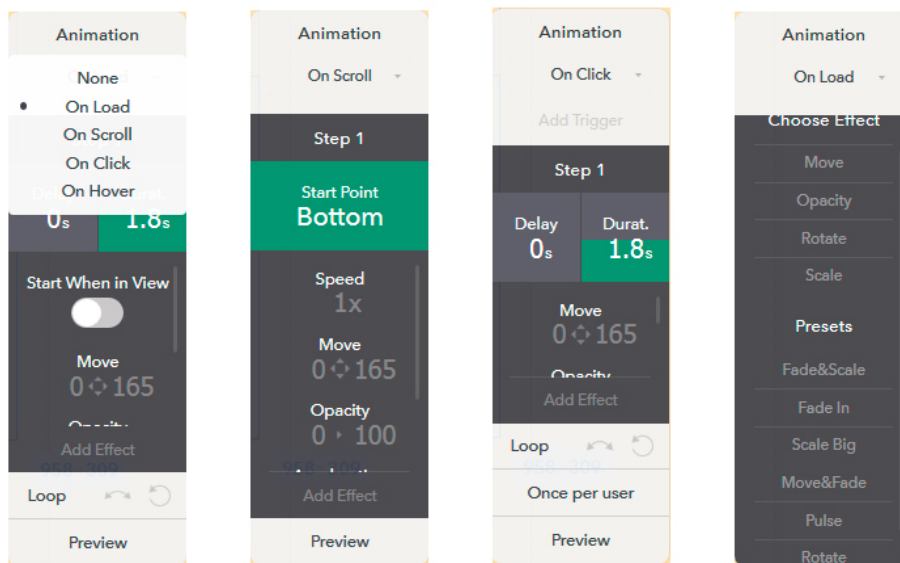 Animation
None
On Load
On Scroll
On Click
On Hover
0s
1.8s
Start When in View
Move
0 165
Opacity
Add Effect
Loop
Preview
Animation
On Scroll
Step 1
Start Point
Bottom
Speed
1x
Move
0 165
Opacity
0 100
Add Effect
Preview
Animation
On Click
Add Trigger
Step 1
Delay
0s
Durat.
1.8s
Move
0 165
Opacity
Add Effect
Loop
Once per user
Preview
Animation
On Load
Choose Effect
Move
Opacity
Rotate
Scale
Presets
Fade&Scale
Fade In
Scale Big
Move&Fade
Pulse
Rotate